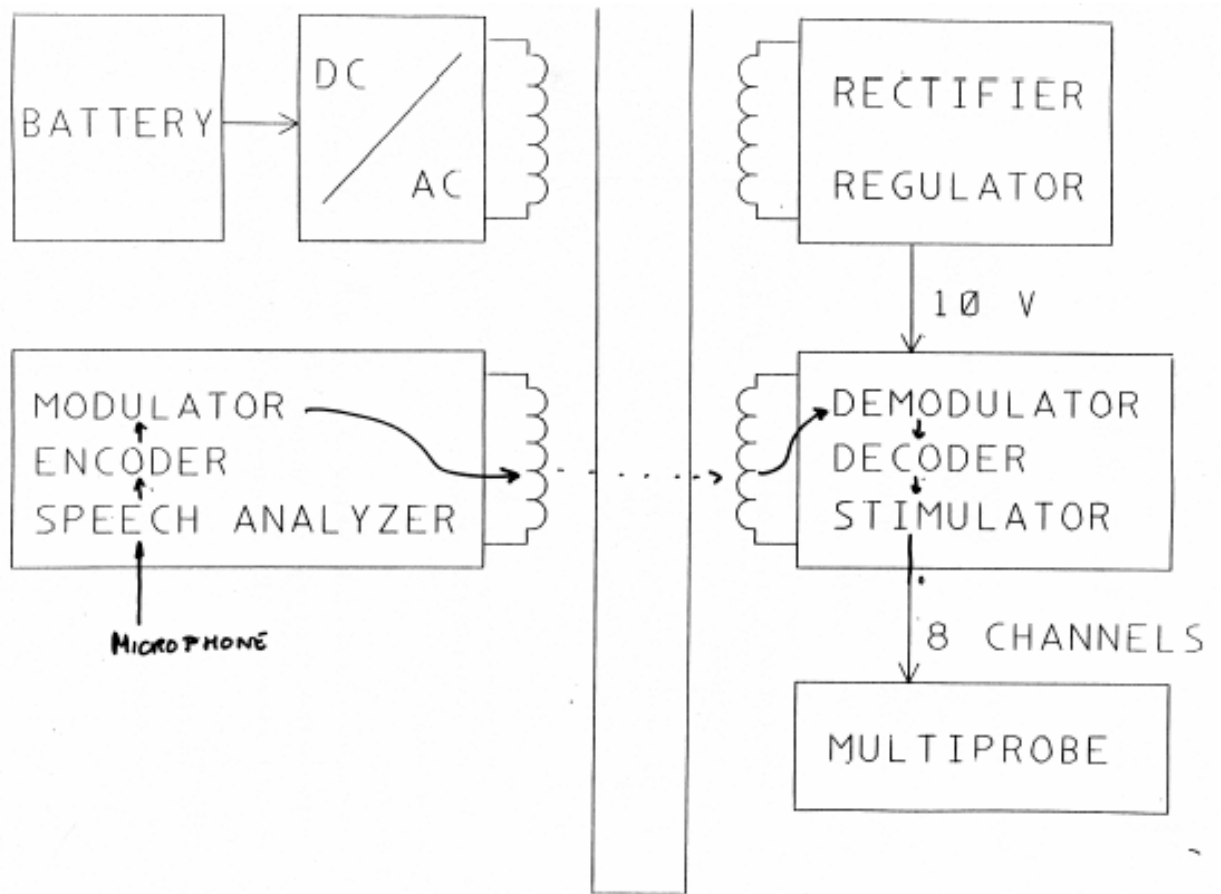 BATTERY
DC
AC
RECTIFIER
REGULATOR
10 V
MODULATOR
ENCODER
SPEECH ANALYZER
MICROPHONE
DEMODULATOR
DECODER
STIMULATOR
8 CHANNELS
MULTIPROBE